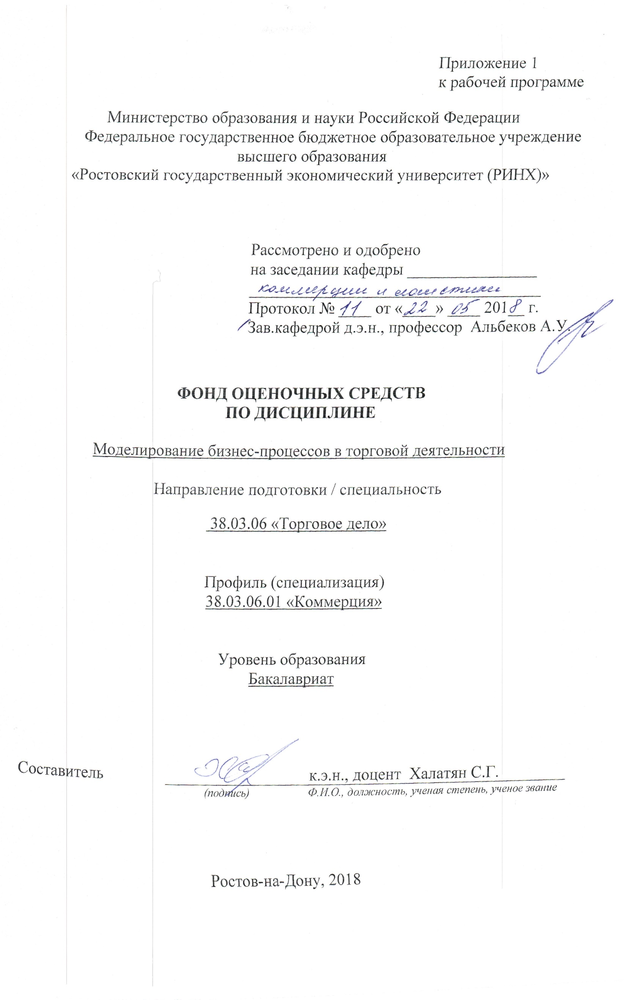 Приложение 1
к рабочей программе
Министерство образования и науки Российской Федерации
Федеральное государственное бюджетное образовательное учреждение
высшего образования
«Ростовский государственный экономический университет (РИНХ)»
Рассмотрено и одобрено
на заседании кафедры
коммерции и логистики
Протокол № 11 от «22» 05 2018 г.
Зав.кафедрой д.э.н., профессор Альбеков А.У.
ФОНД ОЦЕНОЧНЫХ СРЕДСТВ
ПО ДИСЦИПЛИНЕ
Моделирование бизнес-процессов в торговой деятельности
Направление подготовки / специальность
38.03.06 «Торговое дело»
Профиль (специализация)
38.03.06.01 «Коммерция»
Уровень образования
Бакалавриат
Составитель к.э.н., доцент Халатян С.Г.
(подпись) Ф.И.О., должность, ученая степень, ученое звание
Ростов-на-Дону, 2018